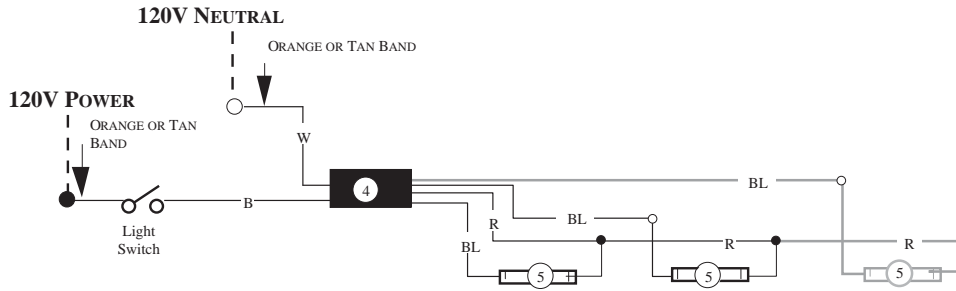 120V NEUTRAL
ORANGE OR TAN BAND
120V POWER
ORANGE OR TAN
BAND
W
4
BL
B
R
BL
Light
Switch
BL
R
R
5
5
5